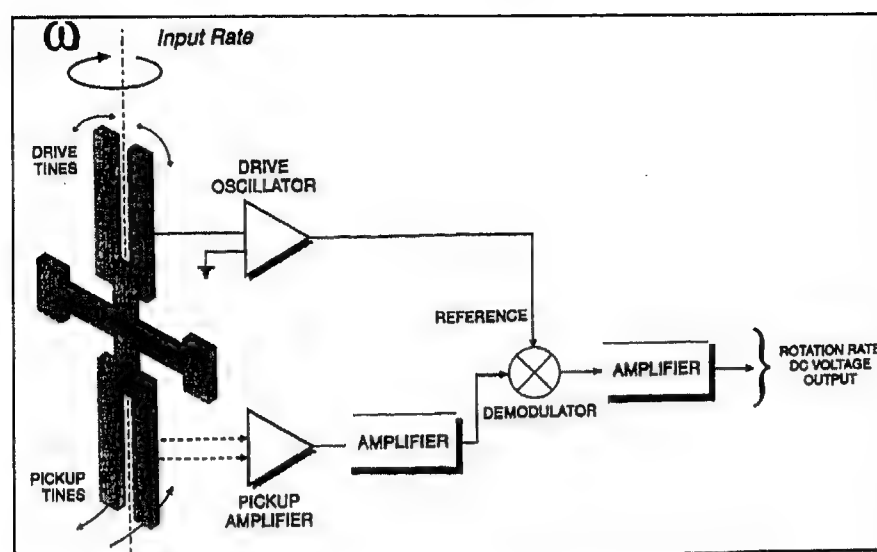 ω Input Rate
DRIVE
TINES
DRIVE
OSCILLATOR
REFERENCE
DEMODULATOR
AMPLIFIER
ROTATION RATE
DC VOLTAGE
OUTPUT
AMPLIFIER
PICKUP
TINES
PICKUP
AMPLIFIER